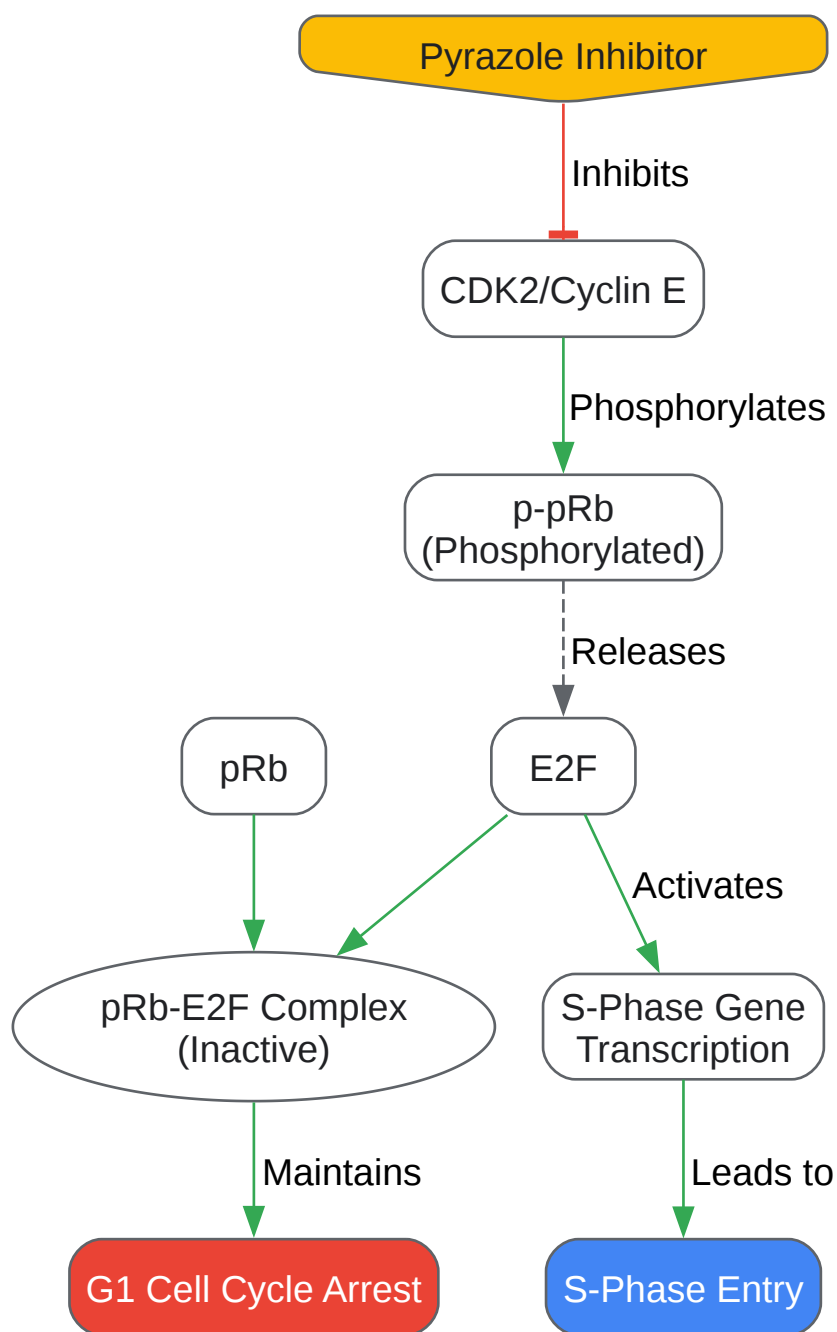 Pyrazole Inhibitor
Inhibits
CDK2/Cyclin E
Phosphorylates
p-pRb
(Phosphorylated)
Releases
pRb
E2F
Activates
pRb-E2F Complex
(Inactive)
S-Phase Gene
Transcription
Maintains
Leads to
G1 Cell Cycle Arrest
S-Phase Entry